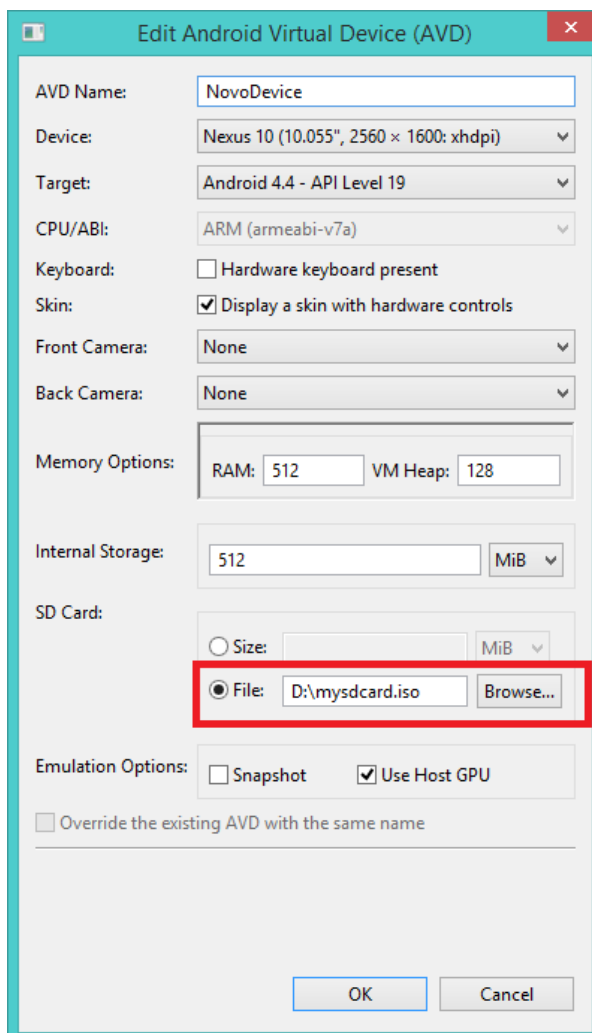 Edit Android Virtual Device (AVD)
AVD Name: NovoDevice
Device: Nexus 10 (10.055", 2560 × 1600: xhdpi)
Target: Android 4.4 - API Level 19
CPU/ABI: ARM (armeabi-v7a)
Keyboard: Hardware keyboard present
Skin: Display a skin with hardware controls
Front Camera: None
Back Camera: None
Memory Options: RAM: 512 VM Heap: 128
Internal Storage: 512 MiB
SD Card:
Size: MiB
File: D:\mysdcard.iso Browse...
Emulation Options: Snapshot Use Host GPU
Override the existing AVD with the same name
OK Cancel